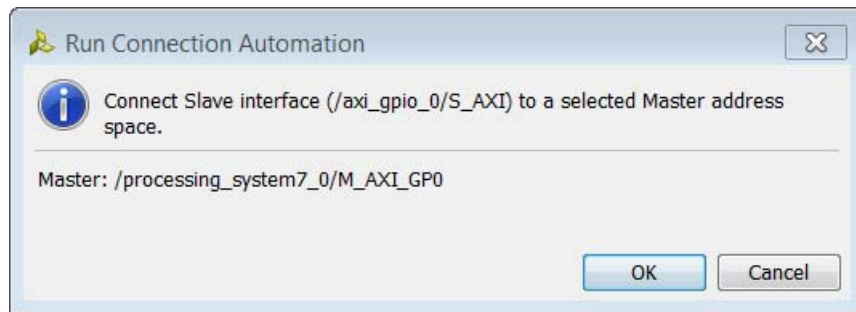 Run Connection Automation
Connect Slave interface (/axi_gpio_0/S_AXI) to a selected Master address
space.
Master: /processing_system7_0/M_AXI_GP0
OK
Cancel